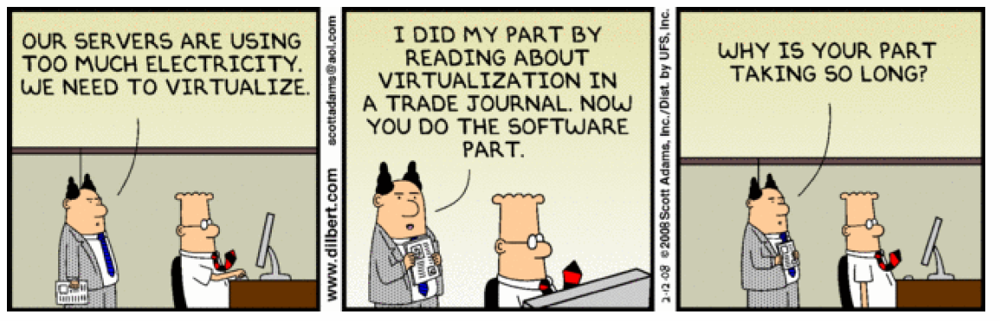 OUR SERVERS ARE USING
TOO MUCH ELECTRICITY.
WE NEED TO VIRTUALIZE.
www.dilbert.com
scottadams@aol.com
I DID MY PART BY
READING ABOUT
VIRTUALIZATION IN
A TRADE JOURNAL. NOW
YOU DO THE SOFTWARE
PART.
2-12-08 ©2008 Scott Adams, Inc./Dist. by UFS, Inc.
WHY IS YOUR PART
TAKING SO LONG?